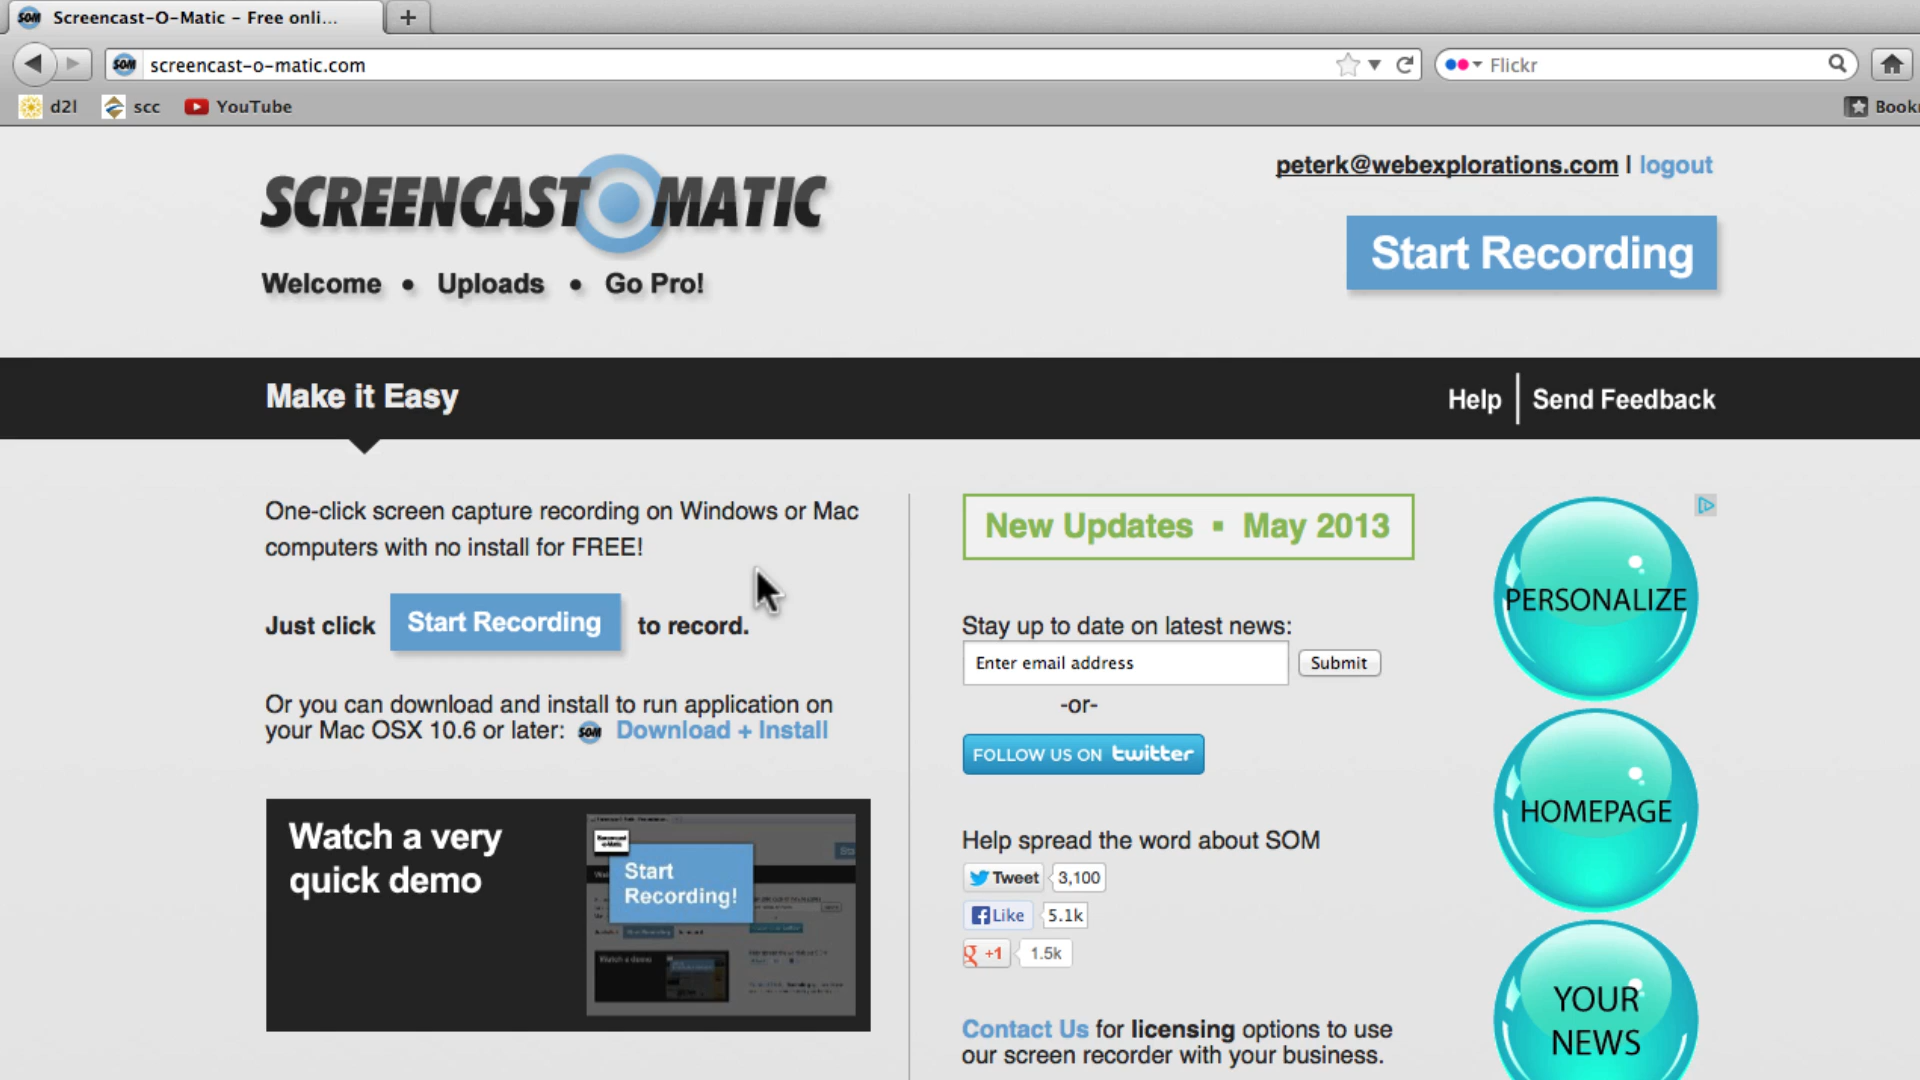 Screencast-O-Matic - Free onli...
screencast-o-matic.com
Flickr
d2l
scc
YouTube
SCREENCAST O MATIC
peterk@webexplorations.com | logout
Start Recording
Welcome • Uploads • Go Pro!
Make it Easy
Help | Send Feedback
One-click screen capture recording on Windows or Mac
computers with no install for FREE!
Just click Start Recording to record.
Or you can download and install to run application on
your Mac OSX 10.6 or later: SOM Download + Install
Watch a very
quick demo
Start
Recording!
New Updates ▪ May 2013
Stay up to date on latest news:
Enter email address Submit
-or-
FOLLOW US ON twitter
Help spread the word about SOM
Tweet 3,100
Like 5.1k
+1 1.5k
Contact Us for licensing options to use
our screen recorder with your business.
PERSONALIZE
HOMEPAGE
YOUR
NEWS